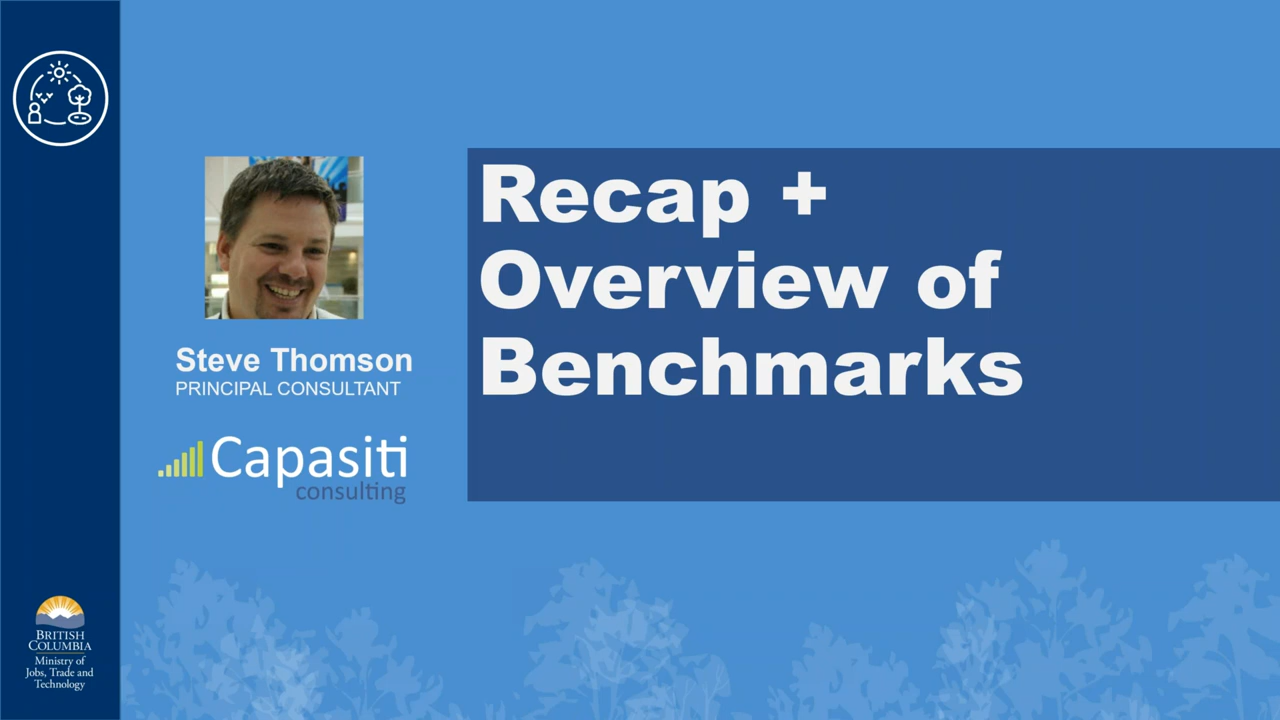 Recap +
Overview of
Benchmarks
Steve Thomson
PRINCIPAL CONSULTANT
Capasiti
consulting
BRITISH
COLUMBIA
Ministry of
Jobs, Trade and
Technology